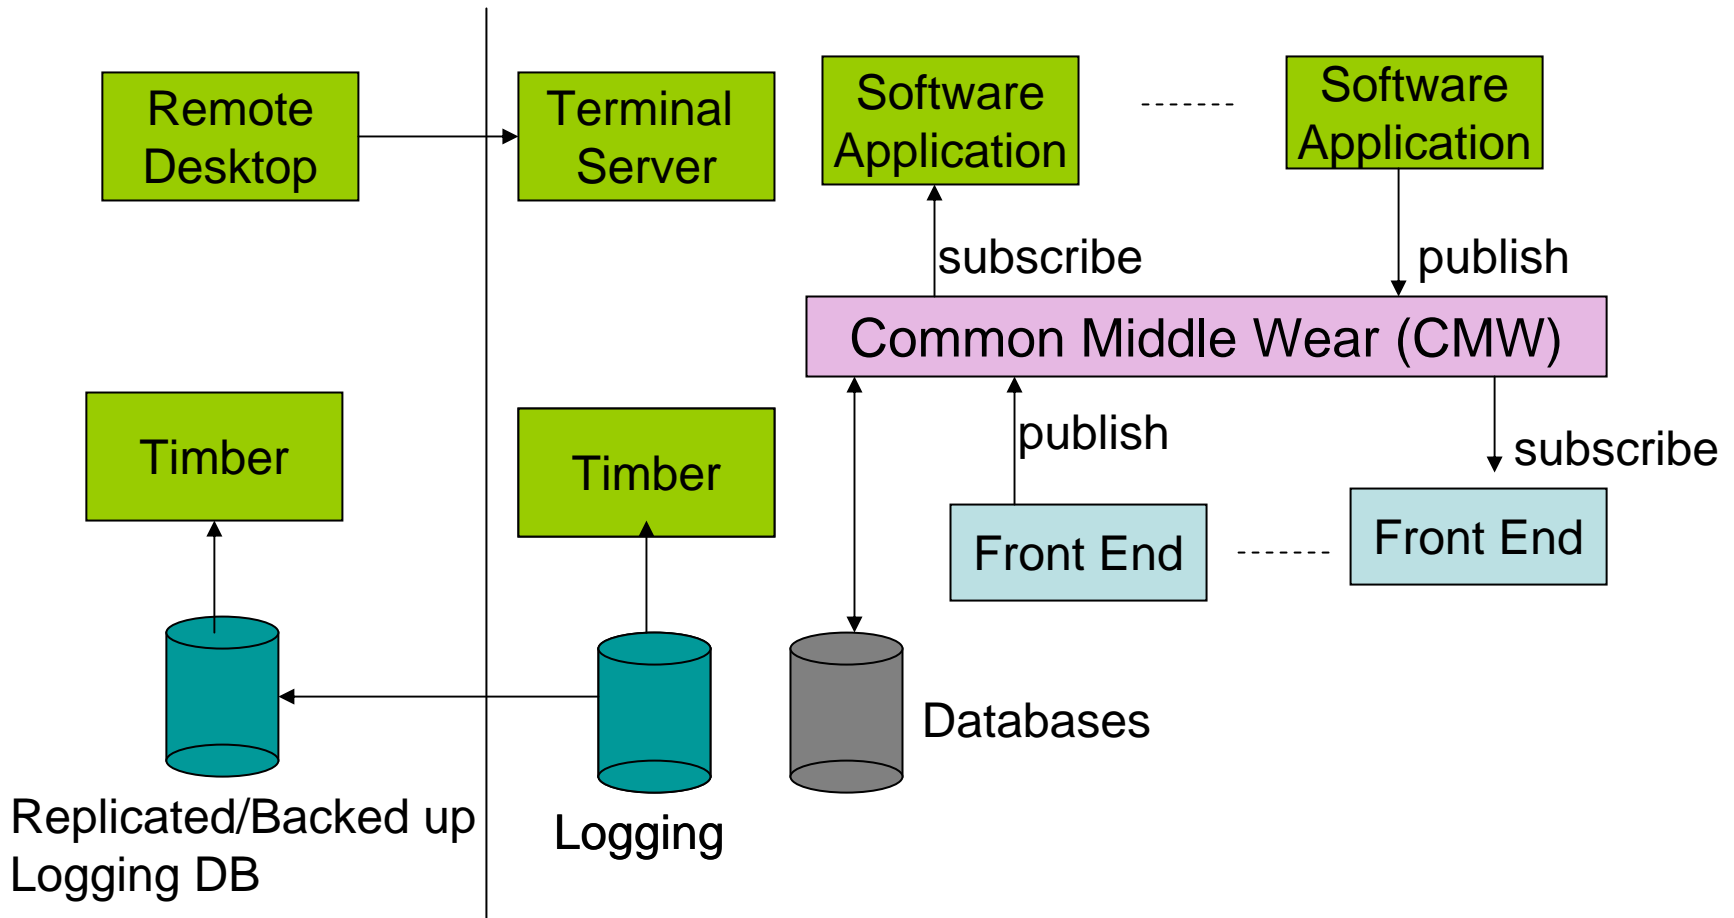 Remote
Desktop
Terminal
Server
Software
Application
Software
Application
subscribe
publish
Common Middle Wear (CMW)
Timber
Timber
publish
subscribe
Front End
Front End
Databases
Replicated/Backed up
Logging DB
Logging